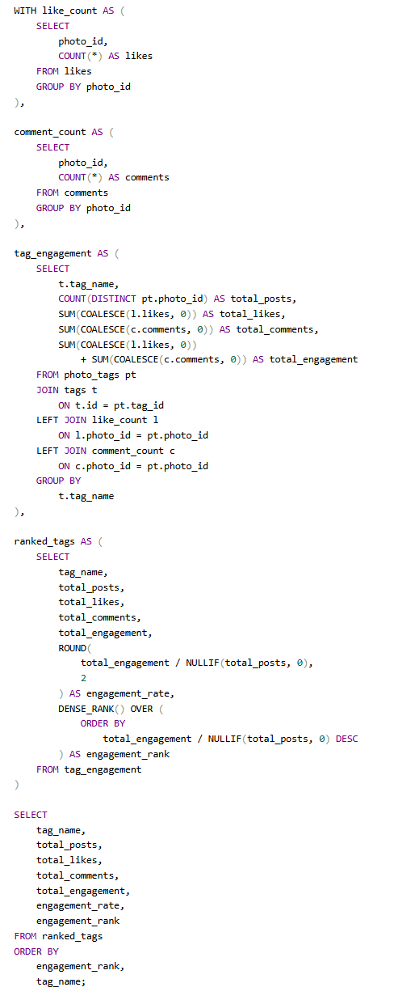 WITH like_count AS (
    SELECT
        photo_id,
        COUNT(*) AS likes
    FROM likes
    GROUP BY photo_id
),

comment_count AS (
    SELECT
        photo_id,
        COUNT(*) AS comments
    FROM comments
    GROUP BY photo_id
),

tag_engagement AS (
    SELECT
        t.tag_name,
        COUNT(DISTINCT pt.photo_id) AS total_posts,
        SUM(COALESCE(l.likes, 0)) AS total_likes,
        SUM(COALESCE(c.comments, 0)) AS total_comments,
        SUM(COALESCE(l.likes, 0))
            + SUM(COALESCE(c.comments, 0)) AS total_engagement
    FROM photo_tags pt
    JOIN tags t
        ON t.id = pt.tag_id
    LEFT JOIN like_count l
        ON l.photo_id = pt.photo_id
    LEFT JOIN comment_count c
        ON c.photo_id = pt.photo_id
    GROUP BY
        t.tag_name
),

ranked_tags AS (
    SELECT
        tag_name,
        total_posts,
        total_likes,
        total_comments,
        total_engagement,
        ROUND(
            total_engagement / NULLIF(total_posts, 0),
            2
        ) AS engagement_rate,
        DENSE_RANK() OVER (
            ORDER BY
                total_engagement / NULLIF(total_posts, 0) DESC
        ) AS engagement_rank
    FROM tag_engagement
)

SELECT
    tag_name,
    total_posts,
    total_likes,
    total_comments,
    total_engagement,
    engagement_rate,
    engagement_rank
FROM ranked_tags
ORDER BY
    engagement_rank,
    tag_name;